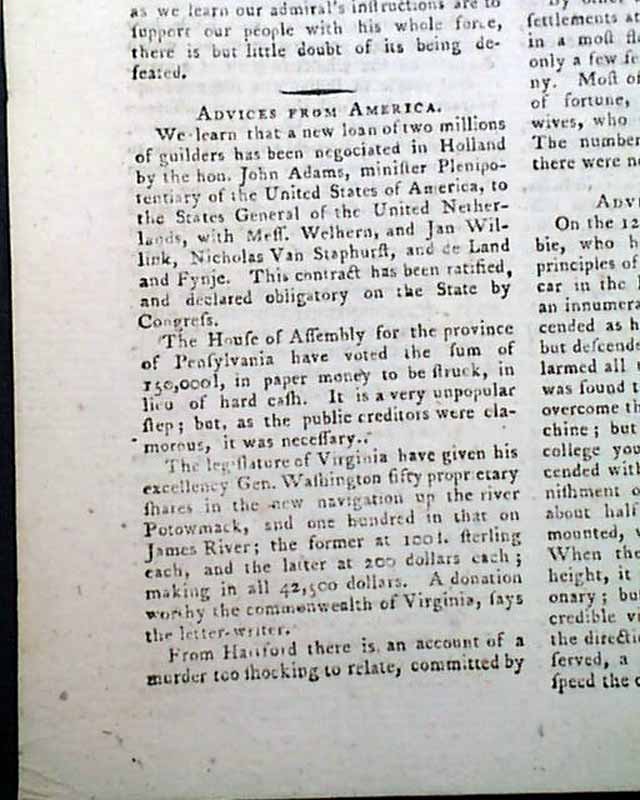 as we learn our admiral's inſtructions are to
ſupport our people with his whole force,
there is but little doubt of its being de-
feated.
ADVICES FROM AMERICA.
We learn that a new loan of two millions
of guilders has been negociated in Holland
by the hon. John Adams, miniſter Plenipo-
tentiary of the United States of America, to
the States General of the United Nether-
lands, with Meſſ. Welhern, and Jan Wil-
link, Nicholas Van Staphurſt, and de Land
and Fynje. This contract has been ratified,
and declared obligatory on the State by
Congreſs.
The Houſe of Aſſembly for the province
of Penſylvania have voted the ſum of
150,000l, in paper money to be ſtruck, in
lieu of hard caſh. It is a very unpopular
ſtep; but, as the public creditors were cla-
morous, it was neceſſary.
The legiſlature of Virginia have given his
excellency Gen. Waſhington fifty proprietary
ſhares in the new navigation up the river
Potowmack, and one hundred in that on
James River; the former at 100l. ſterling
each, and the latter at 200 dollars each;
making in all 42,500 dollars. A donation
worthy the commonwealth of Virginia, ſays
the letter-writer.
From Hartford there is an account of a
murder too ſhocking to relate, committed by
ſettlements
in a moſt
only a few
ny. Moſt of
of fortune,
wives, who
The number
there were
On the 12
bie, who
principles of
car in the
an innumera
cended as
but deſcende
larmed all
was found
overcome
chine; but
college you
cended with
niſhment
about half
mounted,
When the
height, it
onary; but
credible
the directi
ſerved, a
ſpeed the